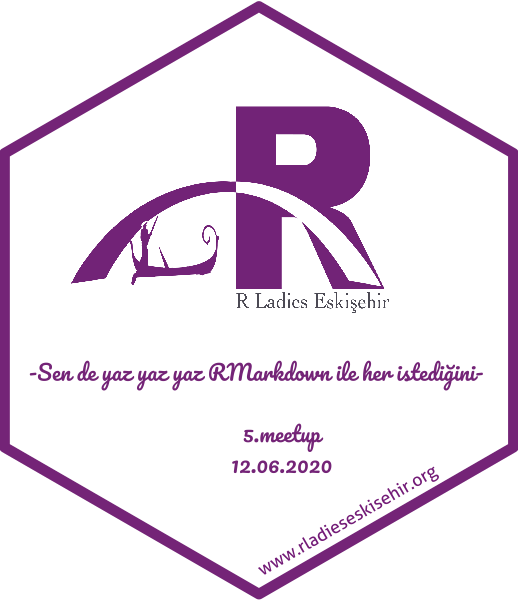 R
R Ladies Eskişehir
-Sen de yaz yaz yaz RMarkdown ile her istediğini-
5.meetup
12.06.2020
www.rladieseskisehir.org